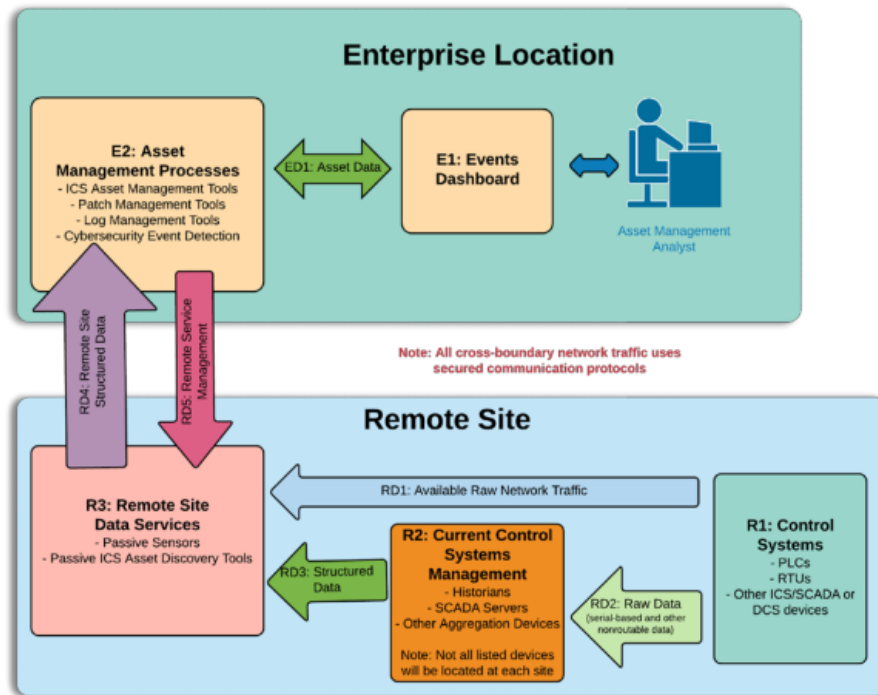 Enterprise Location
E2: Asset
Management Processes
- ICS Asset Management Tools
- Patch Management Tools
- Log Management Tools
- Cybersecurity Event Detection
ED1: Asset Data
E1: Events
Dashboard
Asset Management
Analyst
RD4: Remote Site
Structured Data
RD5: Remote Service
Management
Note: All cross-boundary network traffic uses
secured communication protocols
Remote Site
R3: Remote Site
Data Services
- Passive Sensors
- Passive ICS Asset Discovery Tools
RD1: Available Raw Network Traffic
RD3: Structured
Data
R2: Current Control
Systems
Management
- Historians
- SCADA Servers
- Other Aggregation Devices
Note: Not all listed devices
will be located at each site
RD2: Raw Data
(serial-based and other
nonroutable data)
R1: Control
Systems
- PLCs
- RTUs
- Other ICS/SCADA or
DCS devices